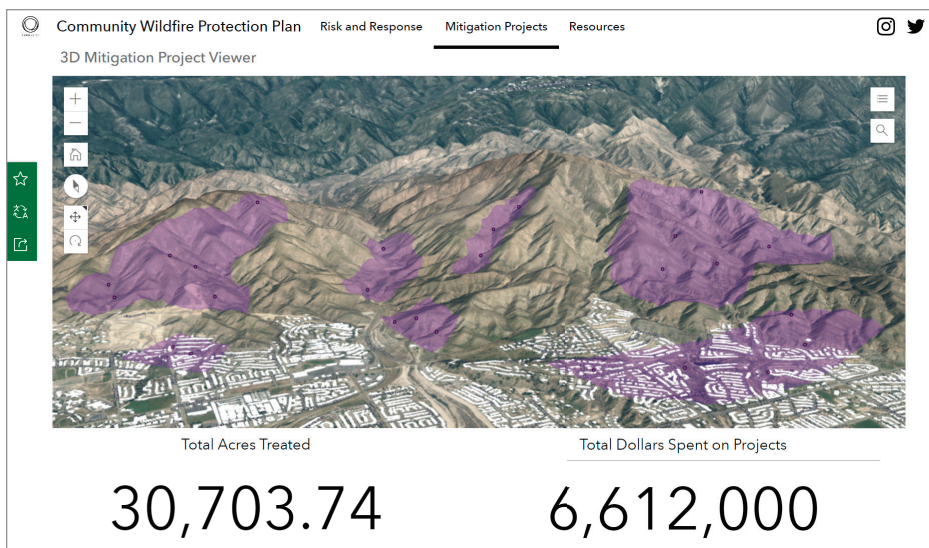 Community Wildfire Protection Plan Risk and Response Mitigation Projects Resources
3D Mitigation Project Viewer
Total Acres Treated Total Dollars Spent on Projects
30,703.74 6,612,000